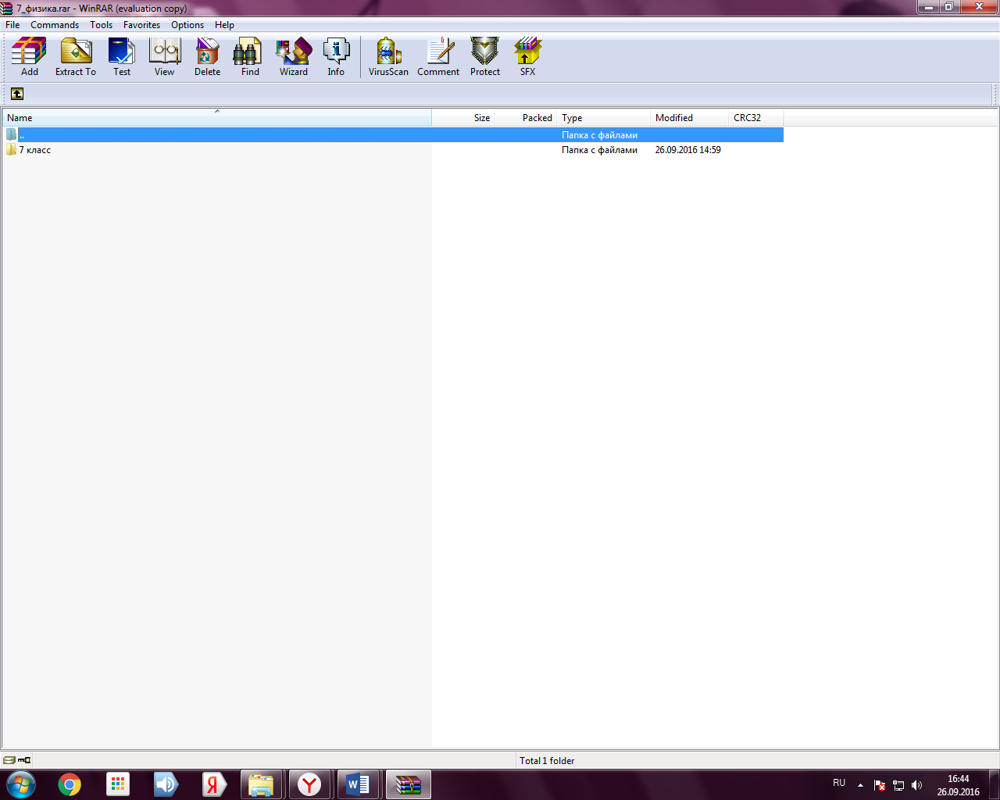 7_физика.rar - WinRAR (evaluation copy)
File Commands Tools Favorites Options Help
Add Extract To Test View Delete Find Wizard Info VirusScan Comment Protect SFX
Name Size Packed Type Modified CRC32
.. Папка с файлами
7 класс Папка с файлами 26.09.2016 14:59
Total 1 folder
RU 16:44
26.09.2016